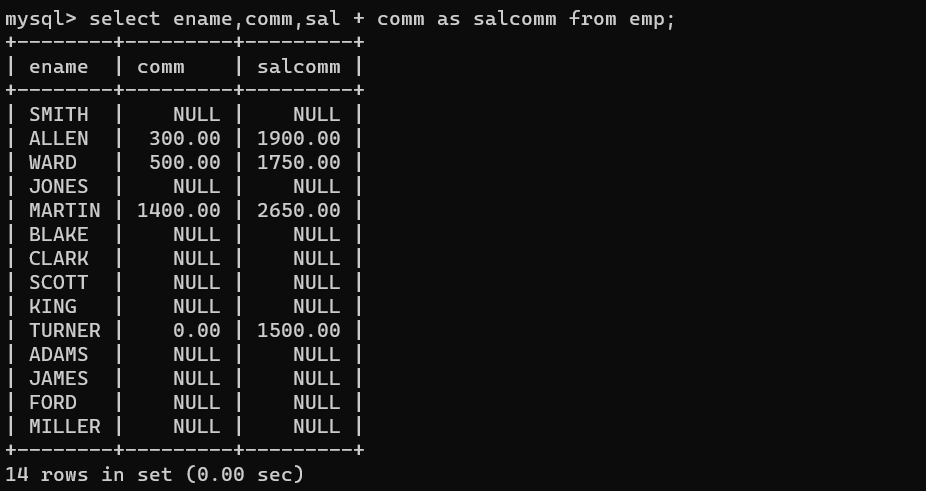 mysql> select ename,comm,sal + comm as salcomm from emp;
+--------+---------+---------+
| ename  | comm    | salcomm |
+--------+---------+---------+
| SMITH  |    NULL |    NULL |
| ALLEN  |  300.00 | 1900.00 |
| WARD   |  500.00 | 1750.00 |
| JONES  |    NULL |    NULL |
| MARTIN | 1400.00 | 2650.00 |
| BLAKE  |    NULL |    NULL |
| CLARK  |    NULL |    NULL |
| SCOTT  |    NULL |    NULL |
| KING   |    NULL |    NULL |
| TURNER |    0.00 | 1500.00 |
| ADAMS  |    NULL |    NULL |
| JAMES  |    NULL |    NULL |
| FORD   |    NULL |    NULL |
| MILLER |    NULL |    NULL |
+--------+---------+---------+
14 rows in set (0.00 sec)